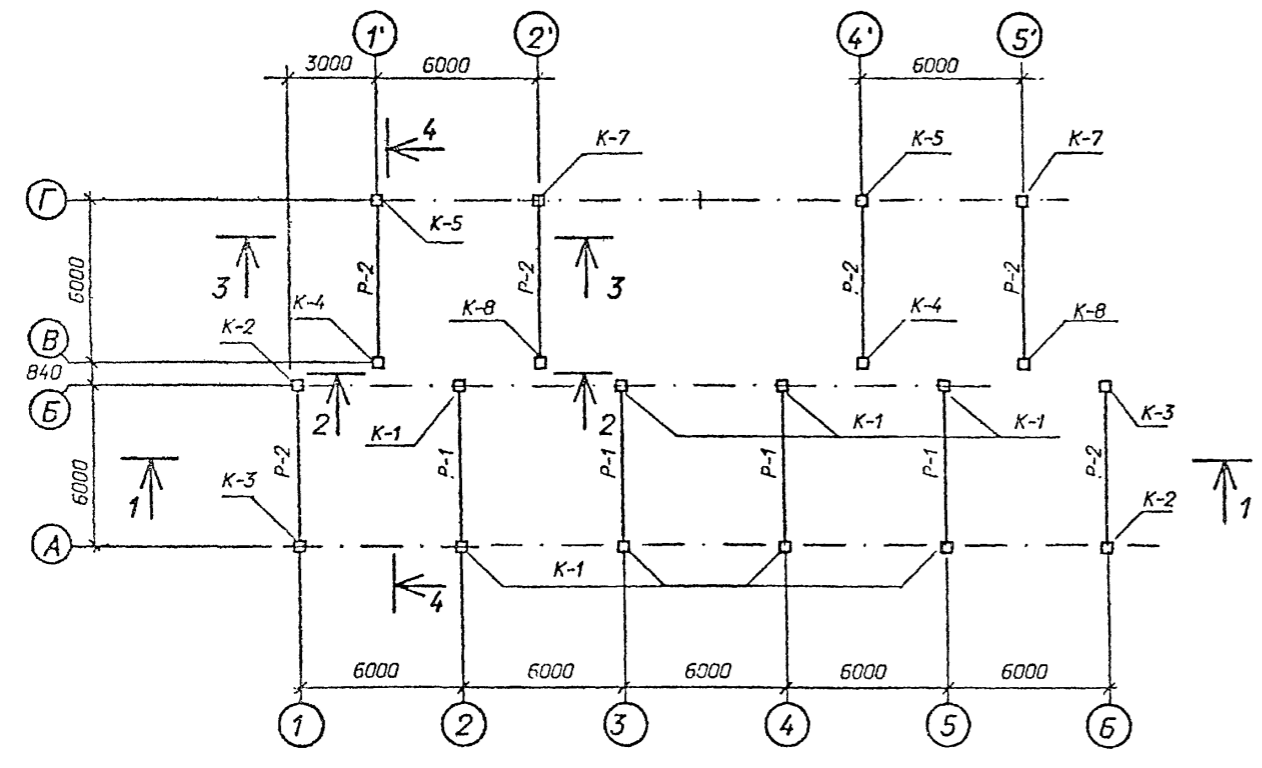 1' 2' 4' 5'
3000 6000 6000
4 К-7 К-5 К-7
Г
К-5
3 3
6000 Р-2 Р-2 Р-2 Р-2
К-4 К-8 К-4 К-8
К-2
В
840
Б
2 2
К-1 К-1 К-1 К-3
6000 Р-2 Р-1 Р-1 Р-1 Р-1 Р-2
К-3 К-2
1 1
А
К-1
4
6000 6000 6000 6000 6000
1 2 3 4 5 6